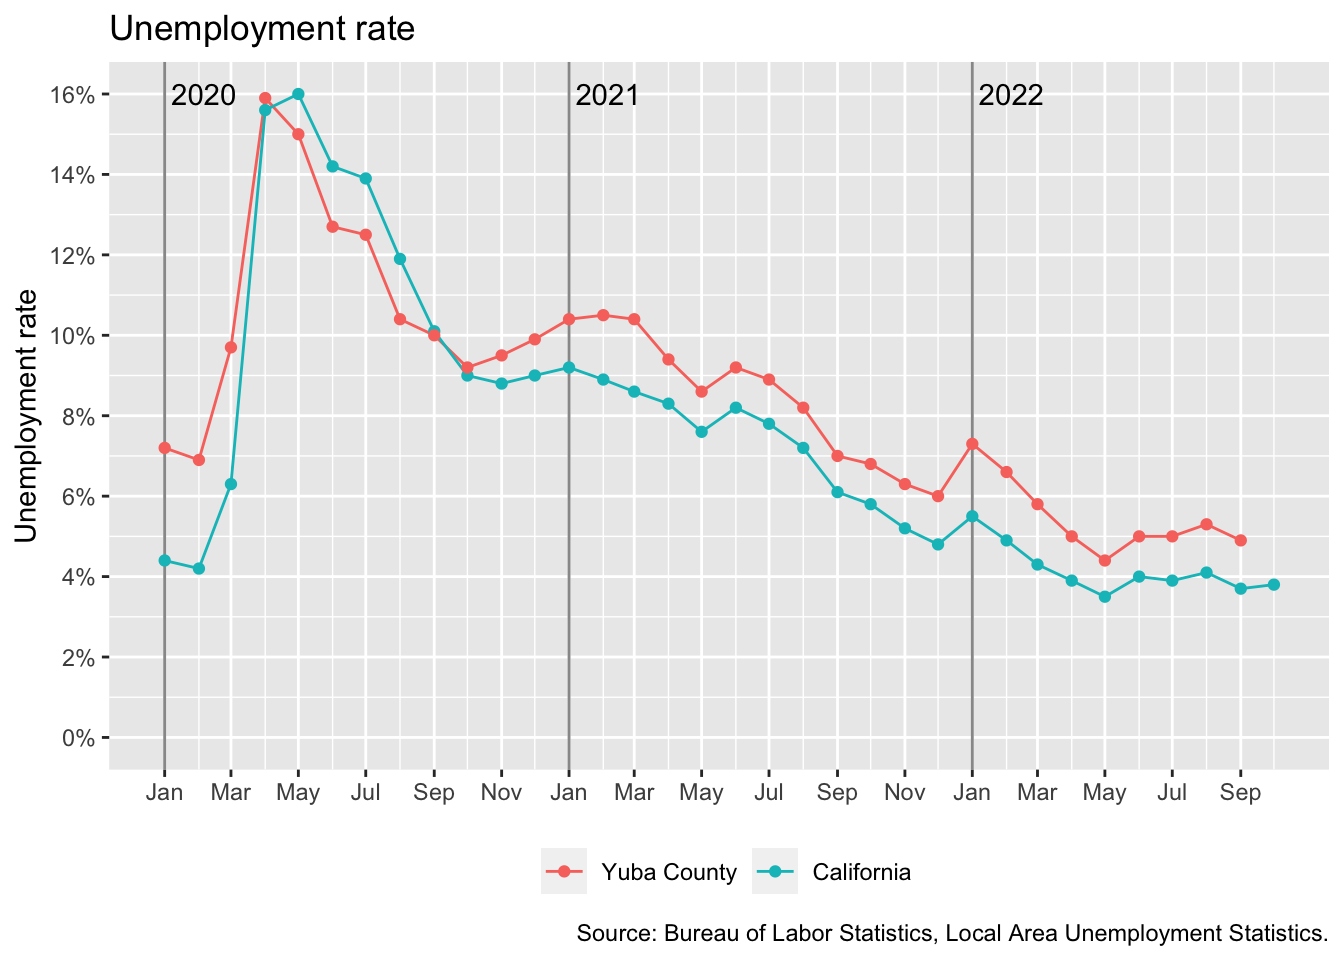 Unemployment rate
2020 2021 2022
16%
14%
12%
10%
8%
6%
4%
2%
0%
Unemployment rate
Jan Mar May Jul Sep Nov Jan Mar May Jul Sep Nov Jan Mar May Jul Sep
Yuba County California
Source: Bureau of Labor Statistics, Local Area Unemployment Statistics.